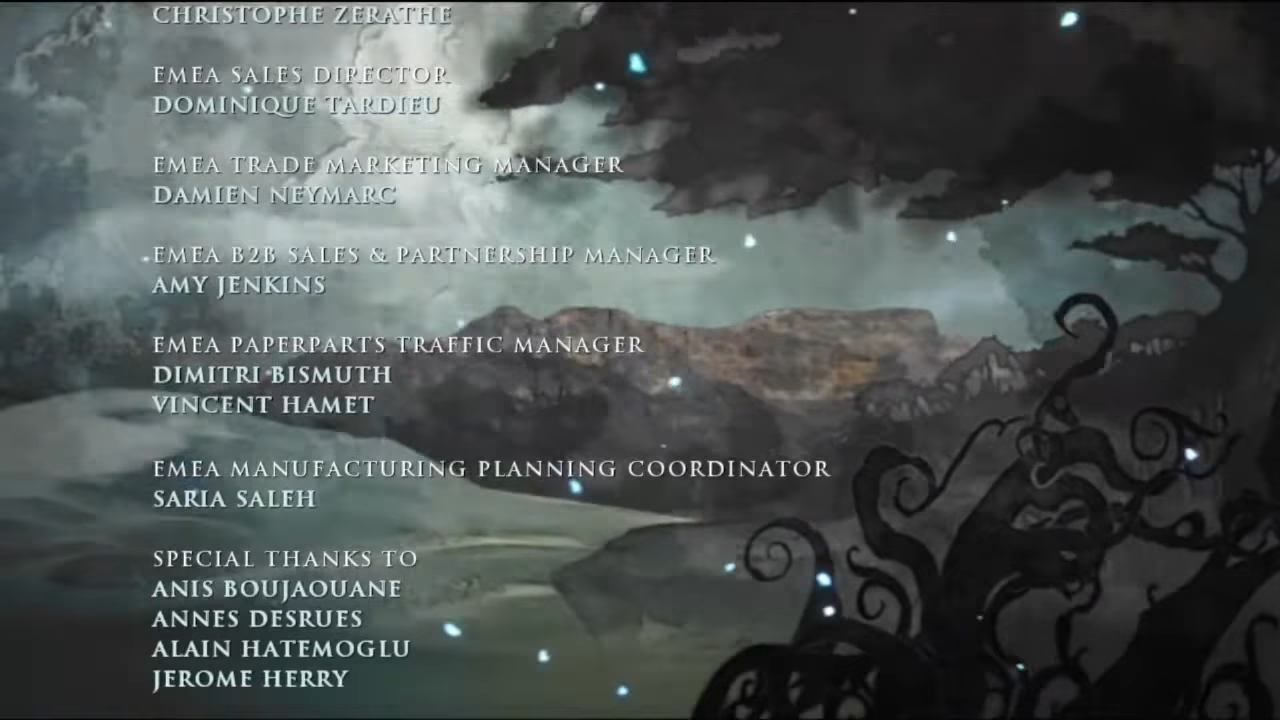 CHRISTOPHE ZERATHE
EMEA SALES DIRECTOR
DOMINIQUE TARDIEU
EMEA TRADE MARKETING MANAGER
DAMIEN NEYMARC
EMEA B2B SALES & PARTNERSHIP MANAGER
AMY JENKINS
EMEA PAPERPARTS TRAFFIC MANAGER
DIMITRI BISMUTH
VINCENT HAMET
EMEA MANUFACTURING PLANNING COORDINATOR
SARIA SALEH
SPECIAL THANKS TO
ANIS BOUJAOUANE
ANNES DESRUES
ALAIN HATEMOGLU
JEROME HERRY